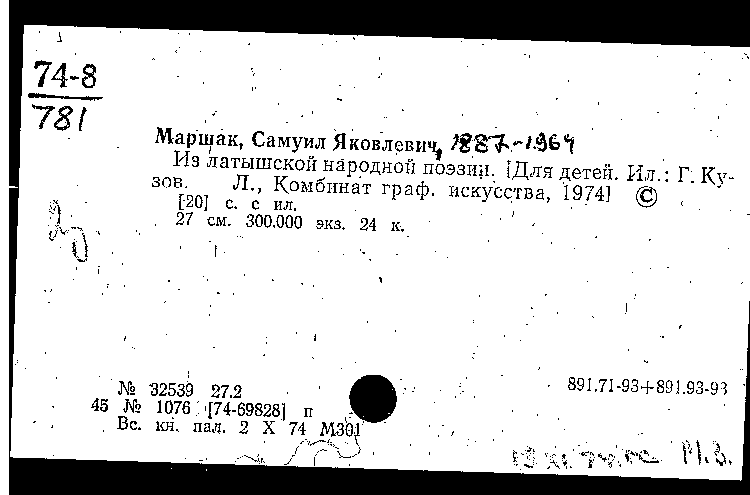 74-8
781
Маршак, Самуил Яковлевич, 1887-1964
Из латышской народной поэзии. [Для детей. Ил.: Г. Ку-
зов. Л., Комбинат граф. искусства, 1974] ©
[20] с. с ил.
27 см. 300.000 экз. 24 к.
№ 32539 27.2
891.71-93+891.93-93
45 № 1076 [74-69828] п
Вс. кн. пал. 2 X 74 М301
М.В.